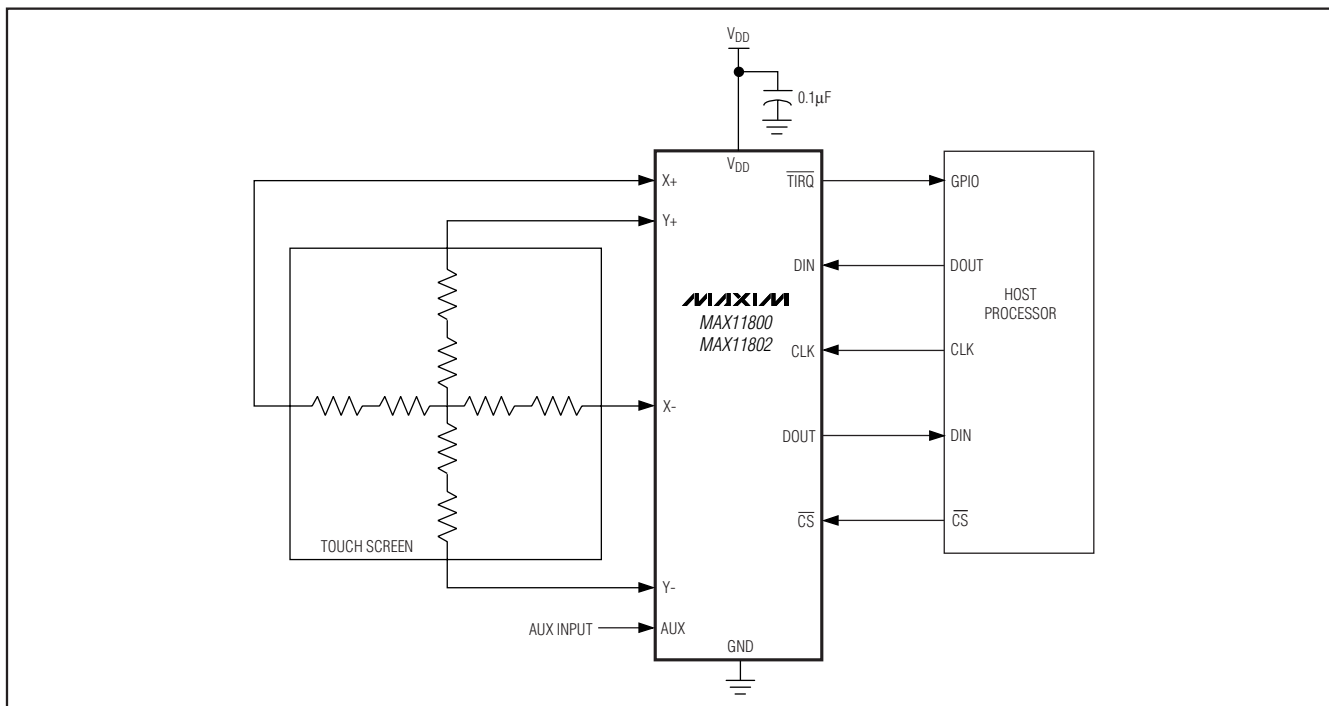 VDD
0.1μF
VDD
X+
Y+
X-
Y-
AUX
AUX INPUT
TOUCH SCREEN
MAXIM
MAX11800
MAX11802
TIRQ
DIN
CLK
DOUT
CS
GND
GPIO
DOUT
HOST
PROCESSOR
CLK
DIN
CS